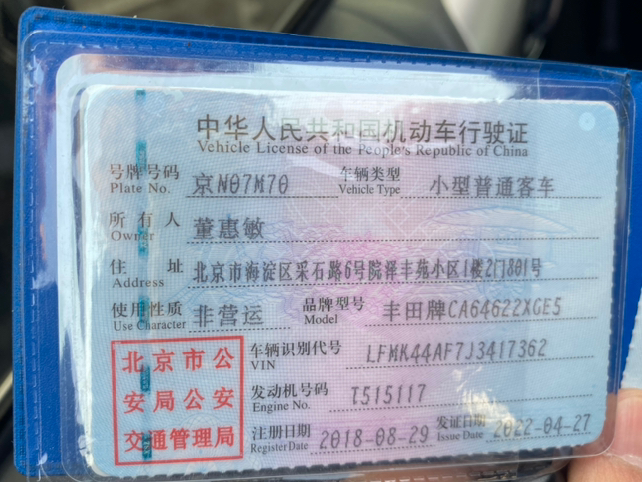 中华人民共和国机动车行驶证
Vehicle License of the People's Republic of China
号牌号码 京N07M70 车辆类型 小型普通客车
Plate No. Vehicle Type
所有人 董惠敏
Owner
住址 北京市海淀区采石路6号院泽丰苑小区1楼2门801号
Address
使用性质 非营运 品牌型号 丰田牌CA64622XGE5
Use Character Model
北京市公
安局公安
交通管理局
车辆识别代号 LFMK44AF7J3417362
VIN
发动机号码 T515117
Engine No.
注册日期 2018-08-29 发证日期 2022-04-27
Register Date Issue Date